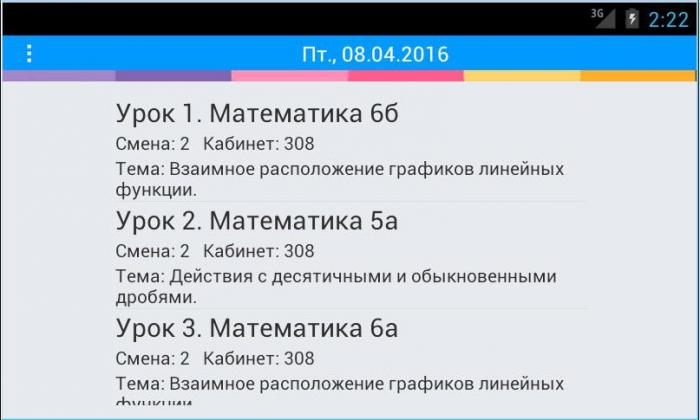 3G 2:22
Пт., 08.04.2016
Урок 1. Математика 6б
Смена: 2 Кабинет: 308
Тема: Взаимное расположение графиков линейных
функции.
Урок 2. Математика 5а
Смена: 2 Кабинет: 308
Тема: Действия с десятичными и обыкновенными
дробями.
Урок 3. Математика 6а
Смена: 2 Кабинет: 308
Тема: Взаимное расположение графиков линейных
функции.